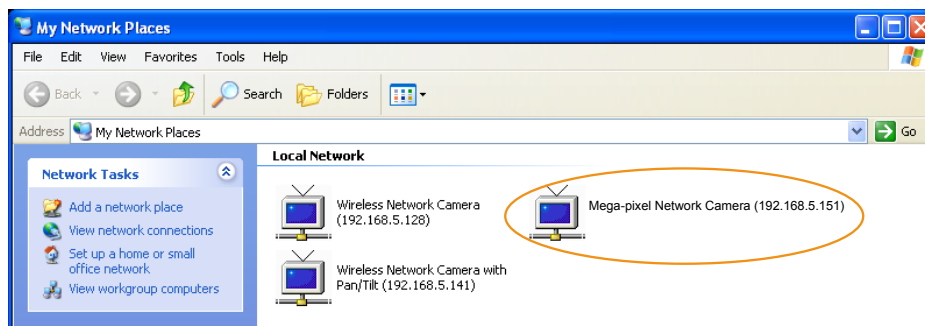 My Network Places
File Edit View Favorites Tools Help
Back Search Folders
Address My Network Places Go
Network Tasks
Add a network place
View network connections
Set up a home or small
office network
View workgroup computers
Local Network
Wireless Network Camera
(192.168.5.128)
Mega-pixel Network Camera (192.168.5.151)
Wireless Network Camera with
Pan/Tilt (192.168.5.141)